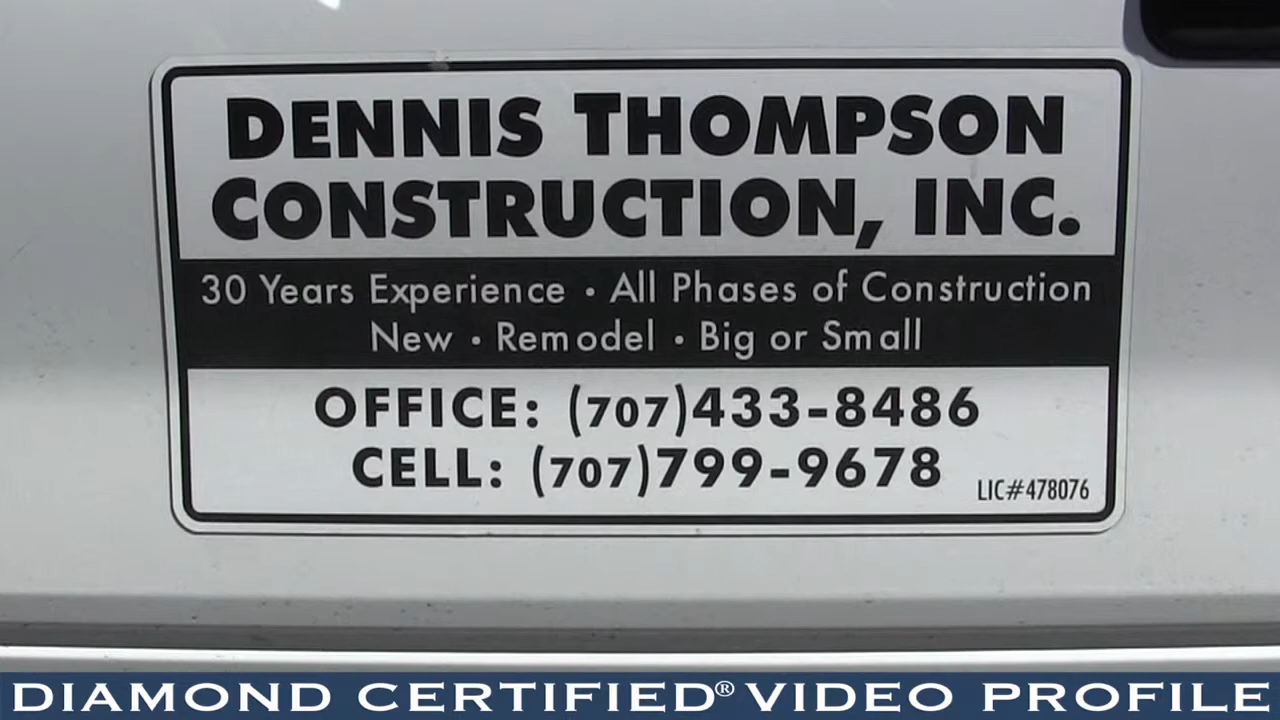 DENNIS THOMPSON
CONSTRUCTION, INC.
30 Years Experience • All Phases of Construction
New • Remodel • Big or Small
OFFICE: (707)433-8486
CELL: (707)799-9678
LIC#478076
DIAMOND CERTIFIED® VIDEO PROFILE